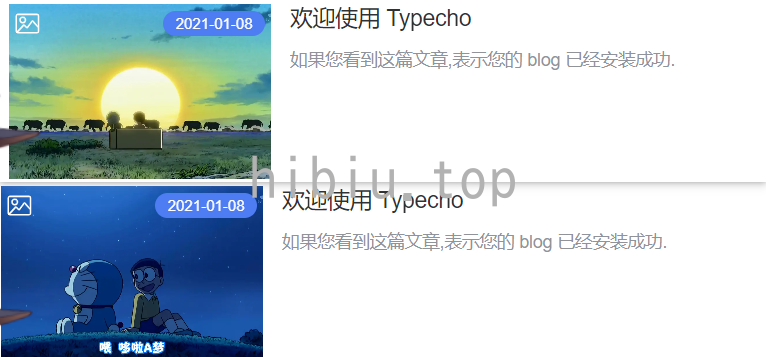 2021-01-08
欢迎使用 Typecho
如果您看到这篇文章,表示您的 blog 已经安装成功.
hibiu.top
2021-01-08
欢迎使用 Typecho
如果您看到这篇文章,表示您的 blog 已经安装成功.
喂 哆啦A梦